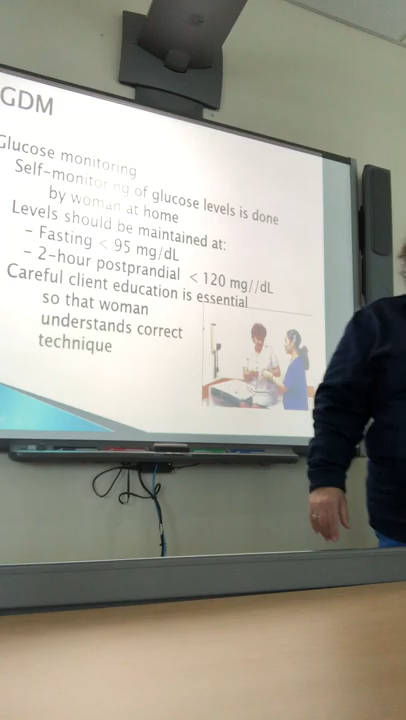 GDM
Glucose monitoring
Self-monitoring of glucose levels is done
by woman at home
Levels should be maintained at:
– Fasting < 95 mg/dL
– 2-hour postprandial < 120 mg//dL
Careful client education is essential
so that woman
understands correct
technique